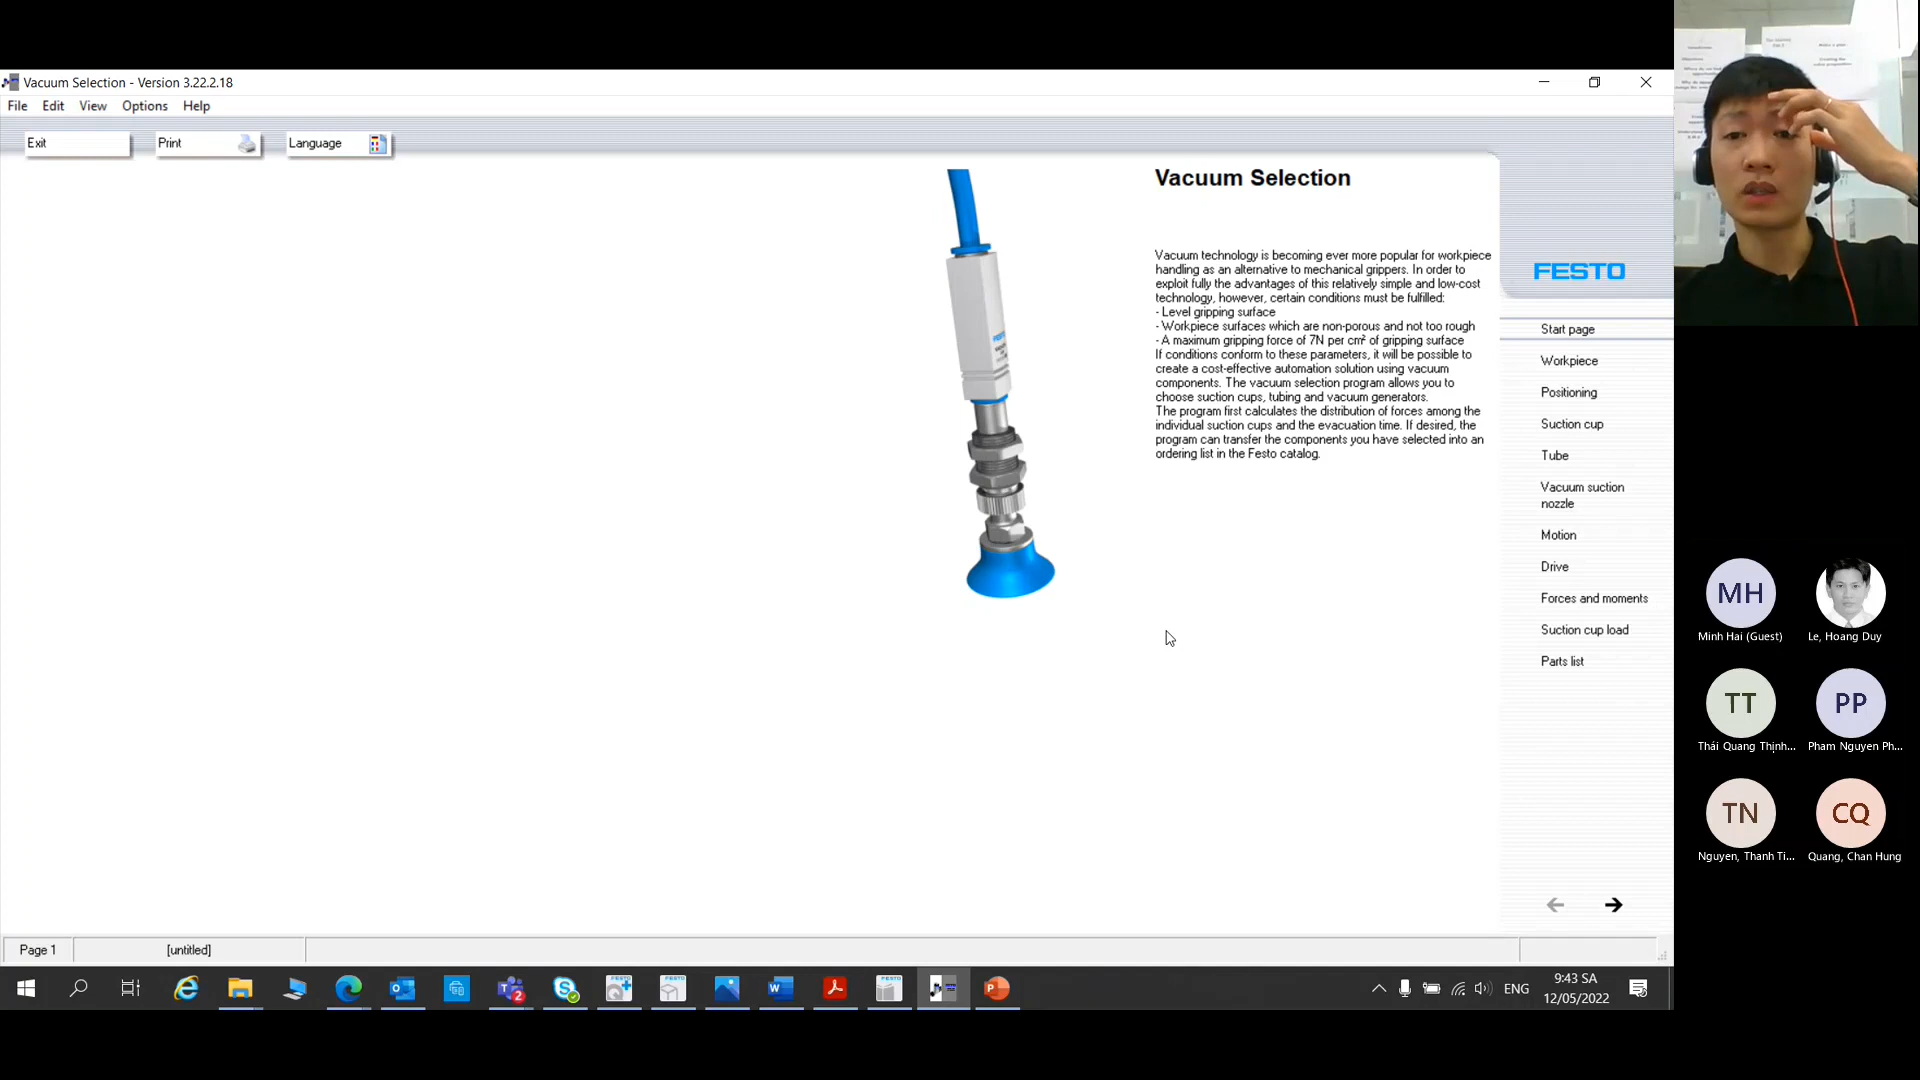 Vacuum Selection - Version 3.22.2.18
File Edit View Options Help
Exit Print Language
Vacuum Selection
Vacuum technology is becoming ever more popular for workpiece
handling as an alternative to mechanical grippers. In order to
exploit fully the advantages of this relatively simple and low-cost
technology, however, certain conditions must be fulfilled:
- Level gripping surface
- Workpiece surfaces which are non-porous and not too rough
- A maximum gripping force of 7N per cm² of gripping surface
If conditions conform to these parameters, it will be possible to
create a cost-effective automation solution using vacuum
components. The vacuum selection program allows you to
choose suction cups, tubing and vacuum generators.
The program first calculates the distribution of forces among the
individual suction cups and the evacuation time. If desired, the
program can transfer the components you have selected into an
ordering list in the Festo catalog.
FESTO
Start page
Workpiece
Positioning
Suction cup
Tube
Vacuum suction
nozzle
Motion
Drive
Forces and moments
Suction cup load
Parts list
Page 1 [untitled]
ENG
9:43 SA
12/05/2022
MH
Minh Hai (Guest)
Le, Hoang Duy
TT
Thái Quang Thịnh...
PP
Pham Nguyen Ph...
TN
Nguyen, Thanh Ti...
CQ
Quang, Chan Hung